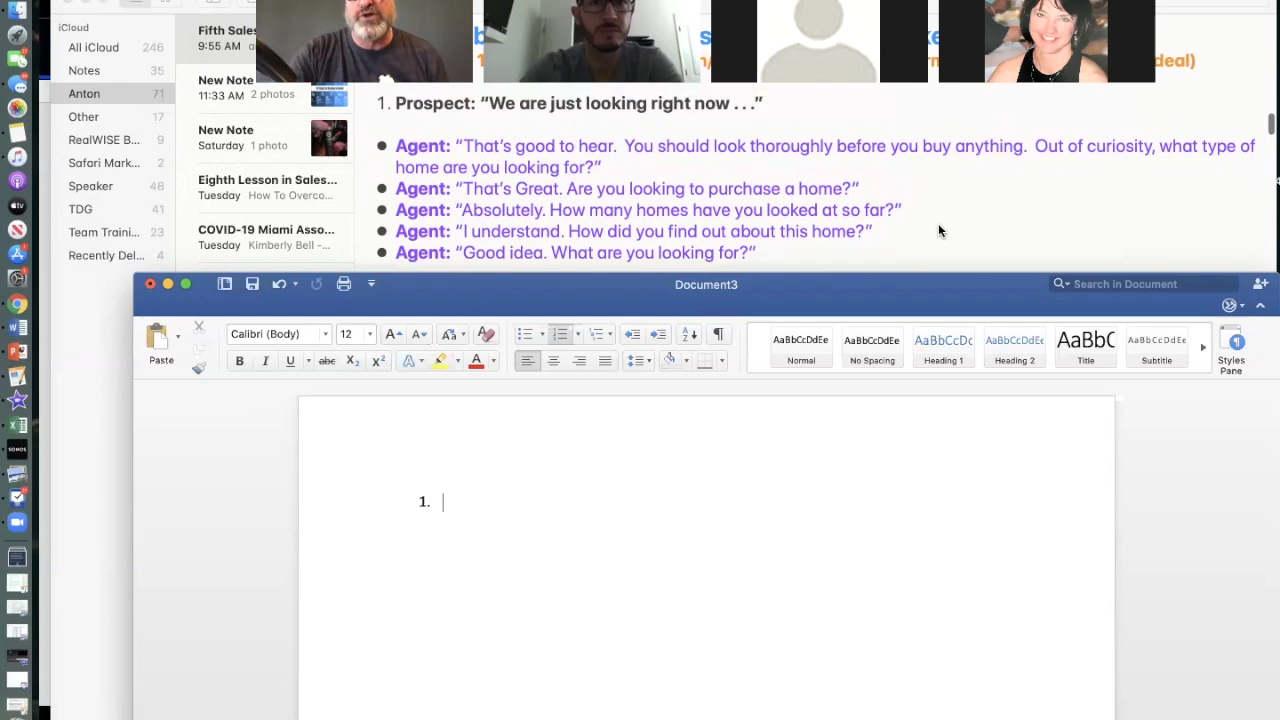 iCloud
All iCloud 246
Notes 35
Anton 71
Other 17
RealWISE B... 9
Safari Mark... 2
Speaker 48
TDG 41
Team Traini... 23
Recently Del... 4
Fifth Sales
9:55 AM
New Note
11:33 AM 2 photos
New Note
Saturday 1 photo
Eighth Lesson in Sales...
Tuesday How To Overco...
COVID-19 Miami Asso...
Tuesday Kimberly Bell -...
deal)
1. Prospect: “We are just looking right now . . .”
Agent: “That’s good to hear. You should look thoroughly before you buy anything. Out of curiosity, what type of
home are you looking for?”
Agent: “That’s Great. Are you looking to purchase a home?”
Agent: “Absolutely. How many homes have you looked at so far?”
Agent: “I understand. How did you find out about this home?”
Agent: “Good idea. What are you looking for?”
Document3
Search in Document
Paste
Calibri (Body) 12
B I U abc X₂ X²
AaBbCcDdEe AaBbCcDdEe AaBbCcDc AaBbCcDdEe AaBbC AaBbCcDdEe
Normal No Spacing Heading 1 Heading 2 Title Subtitle
Styles
Pane
1.
SONOS